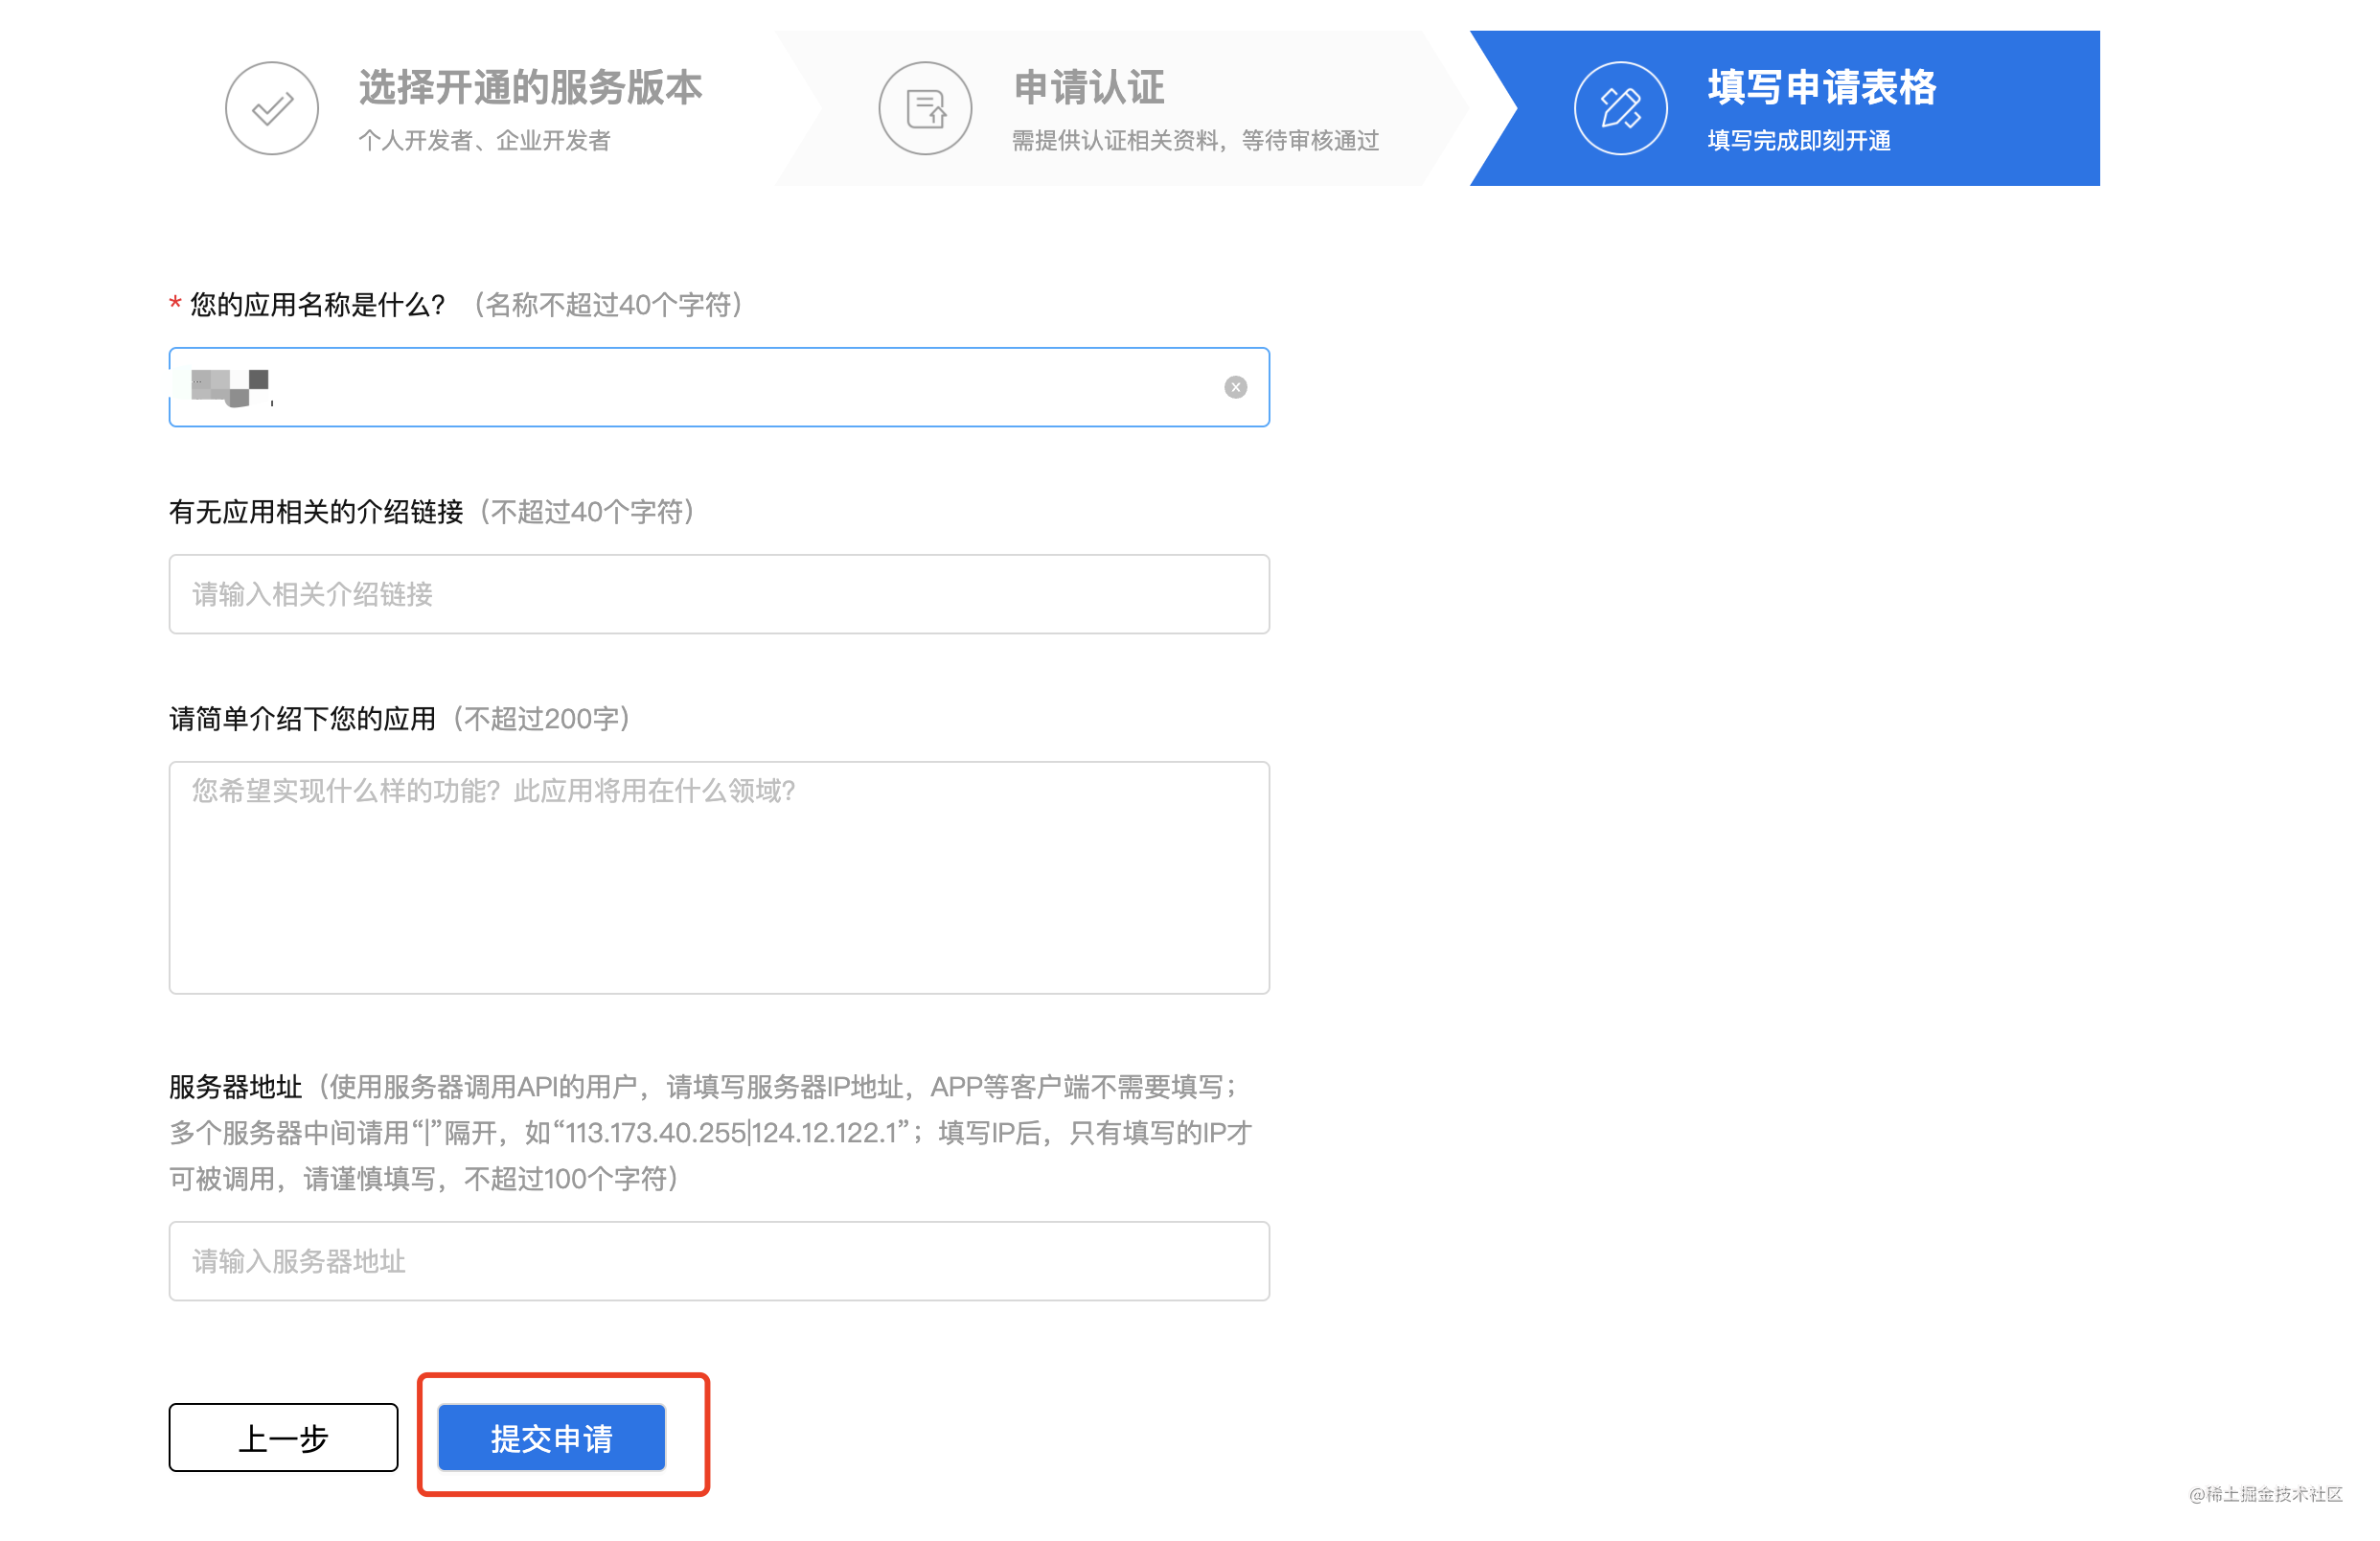 选择开通的服务版本
个人开发者、企业开发者
申请认证
需提供认证相关资料，等待审核通过
填写申请表格
填写完成即刻开通
* 您的应用名称是什么？（名称不超过40个字符）
有无应用相关的介绍链接（不超过40个字符）
请输入相关介绍链接
请简单介绍下您的应用（不超过200字）
您希望实现什么样的功能？此应用将用在什么领域？
服务器地址（使用服务器调用API的用户，请填写服务器IP地址，APP等客户端不需要填写；
多个服务器中间请用“|”隔开，如“113.173.40.255|124.12.122.1”；填写IP后，只有填写的IP才
可被调用，请谨慎填写，不超过100个字符）
请输入服务器地址
上一步
提交申请
@稀土掘金技术社区